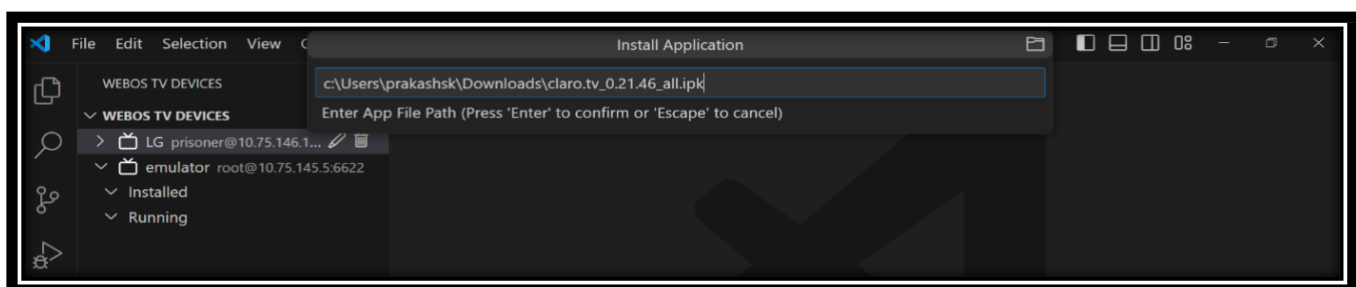 File Edit Selection View
Install Application
WEBOS TV DEVICES
c:\Users\prakashsk\Downloads\claro.tv_0.21.46_all.ipk
WEBOS TV DEVICES
Enter App File Path (Press 'Enter' to confirm or 'Escape' to cancel)
LG prisoner@10.75.146.1...
emulator root@10.75.145.5:6622
Installed
Running